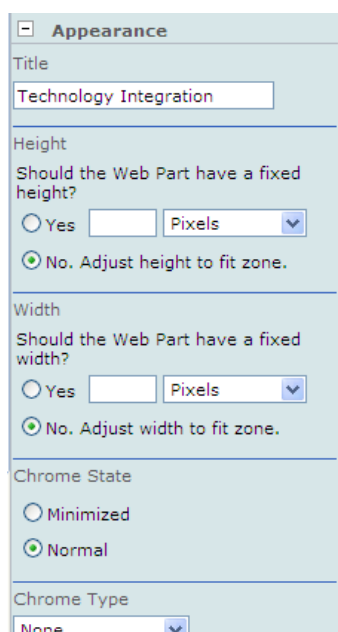 Appearance
Title
Technology Integration
Height
Should the Web Part have a fixed
height?
Yes Pixels
No. Adjust height to fit zone.
Width
Should the Web Part have a fixed
width?
Yes Pixels
No. Adjust width to fit zone.
Chrome State
Minimized
Normal
Chrome Type
None